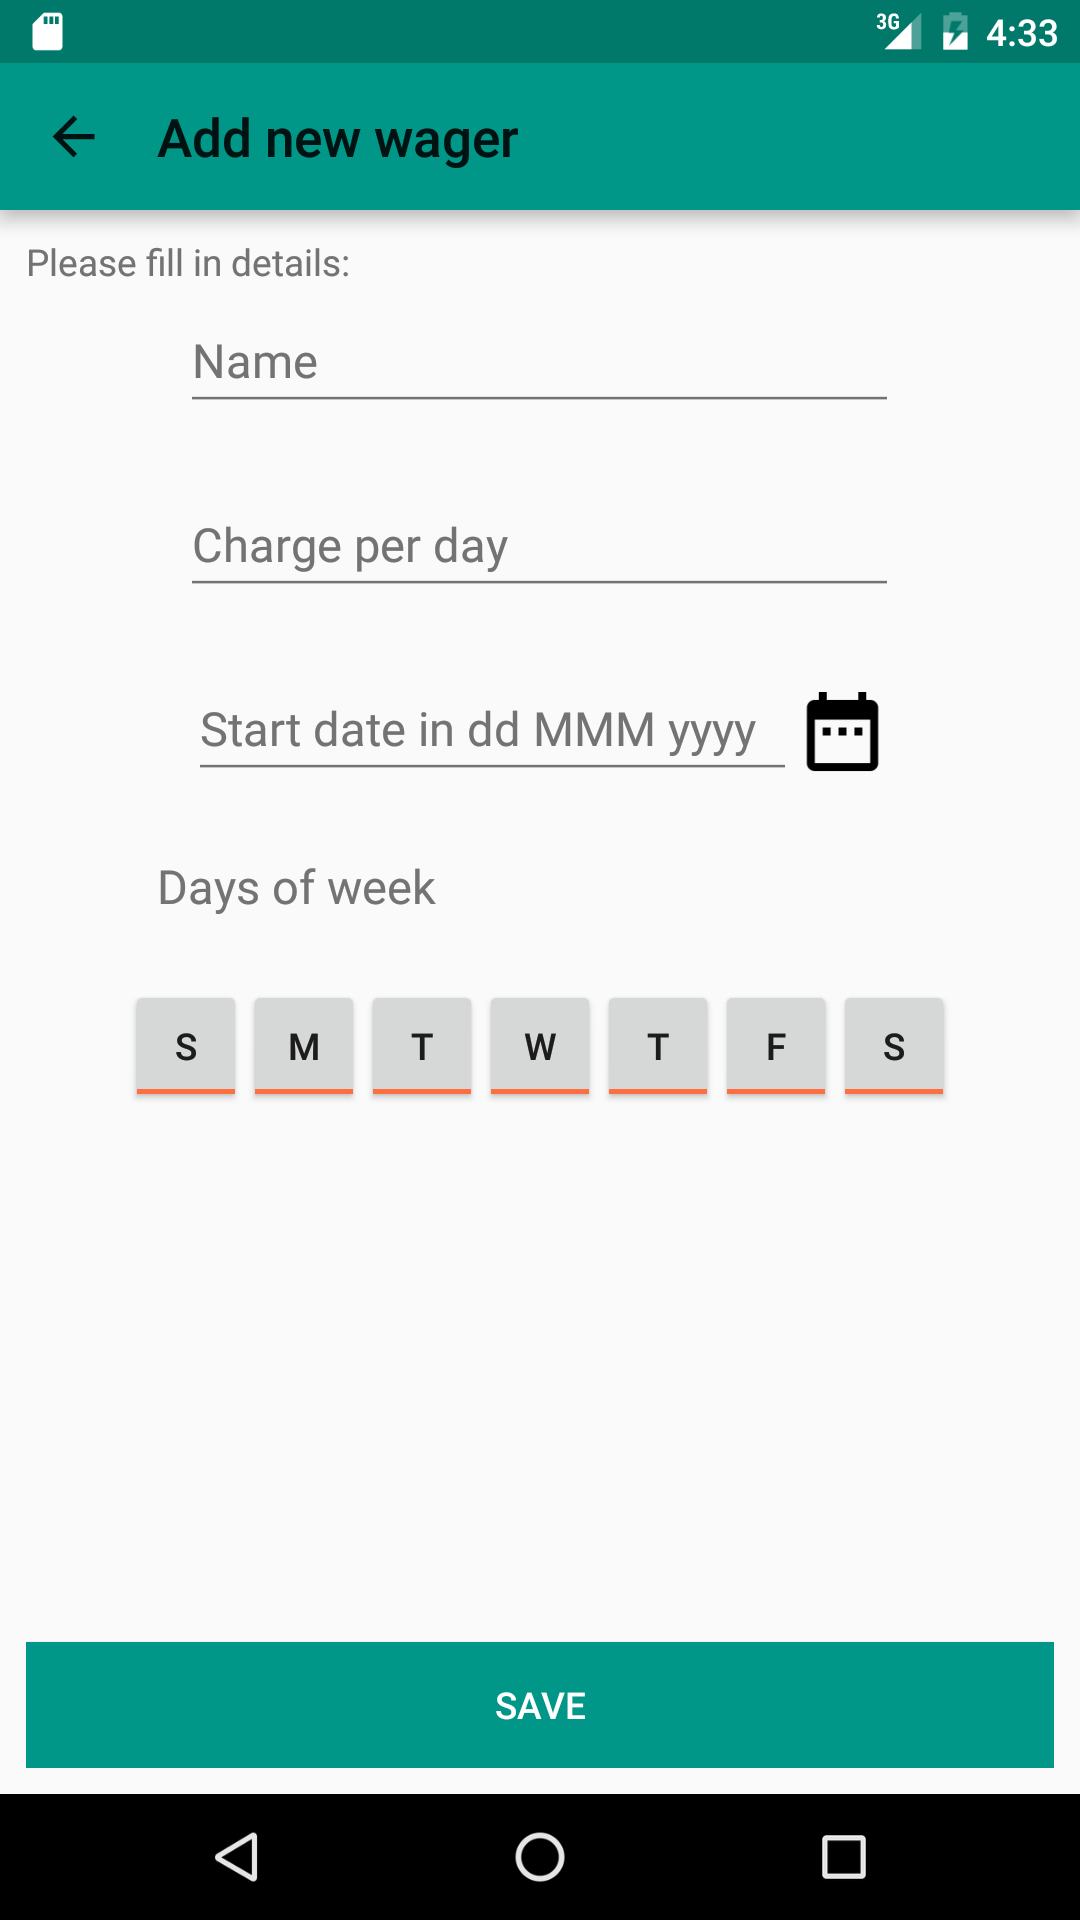 3G 4:33
Add new wager
Please fill in details:
Name
Charge per day
Start date in dd MMM yyyy
Days of week
S M T W T F S
SAVE